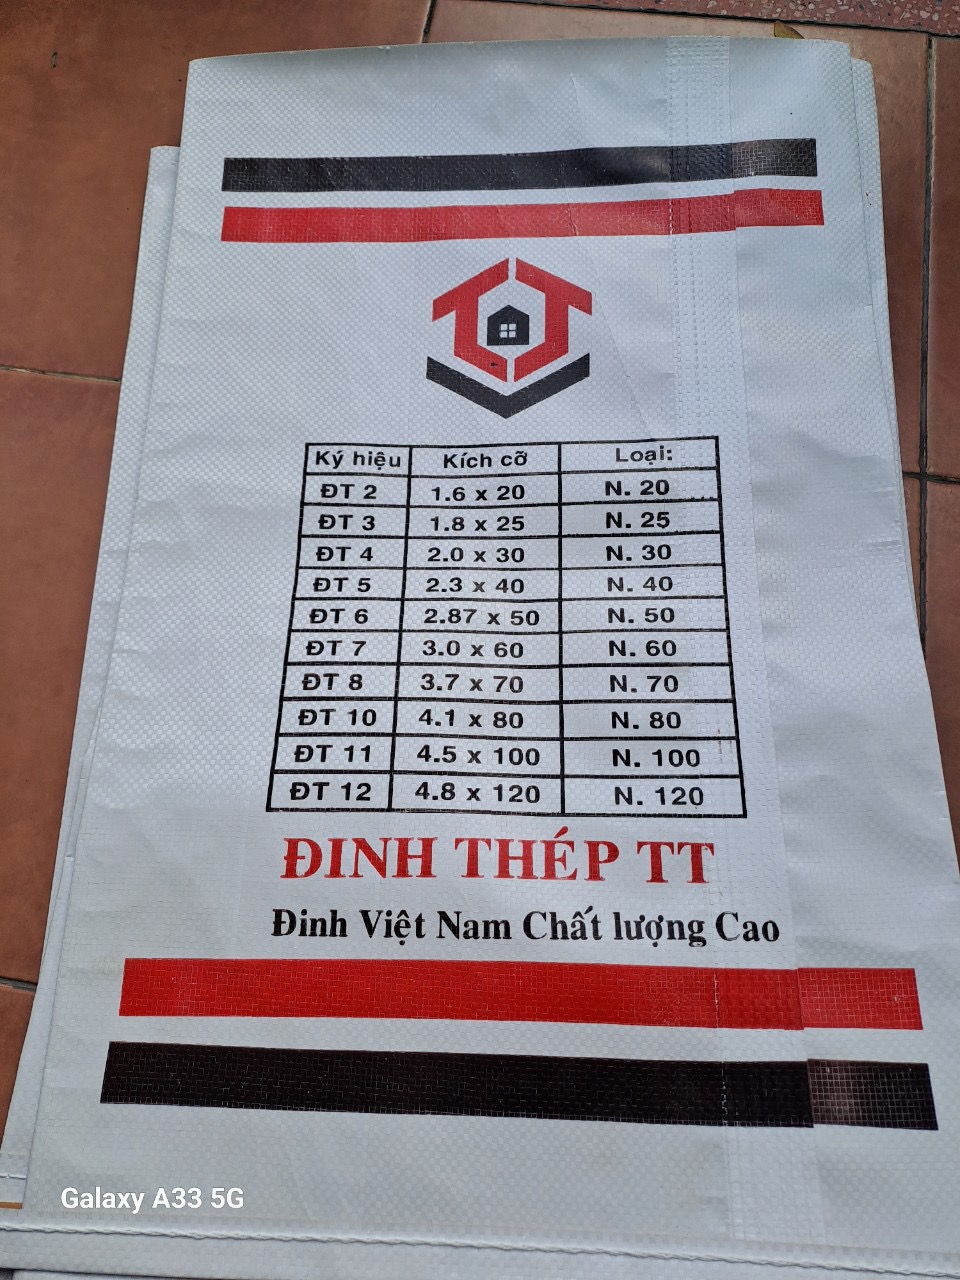 Ký hiệu Kích cỡ Loại:
ĐT 2 1.6 x 20 N. 20
ĐT 3 1.8 x 25 N. 25
ĐT 4 2.0 x 30 N. 30
ĐT 5 2.3 x 40 N. 40
ĐT 6 2.87 x 50 N. 50
ĐT 7 3.0 x 60 N. 60
ĐT 8 3.7 x 70 N. 70
ĐT 10 4.1 x 80 N. 80
ĐT 11 4.5 x 100 N. 100
ĐT 12 4.8 x 120 N. 120
ĐINH THÉP TT
Đinh Việt Nam Chất lượng Cao
Galaxy A33 5G